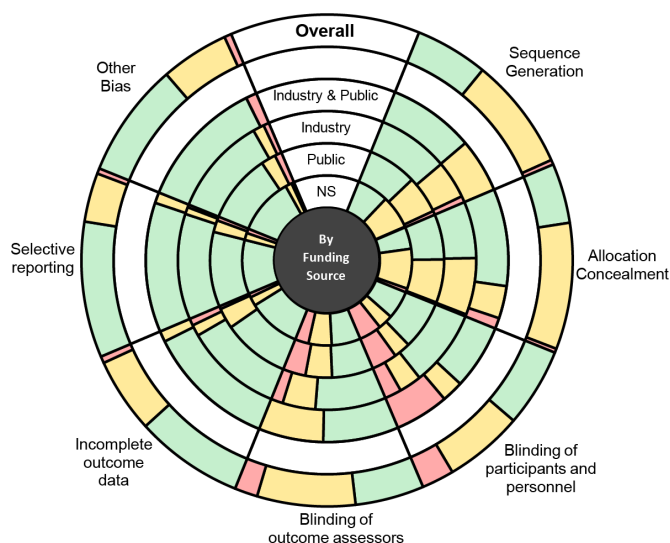 Overall
Industry & Public
Industry
Public
NS
By
Funding
Source
Sequence
Generation
Allocation
Concealment
Blinding of
participants and
personnel
Blinding of
outcome assessors
Incomplete
outcome
data
Selective
reporting
Other
Bias